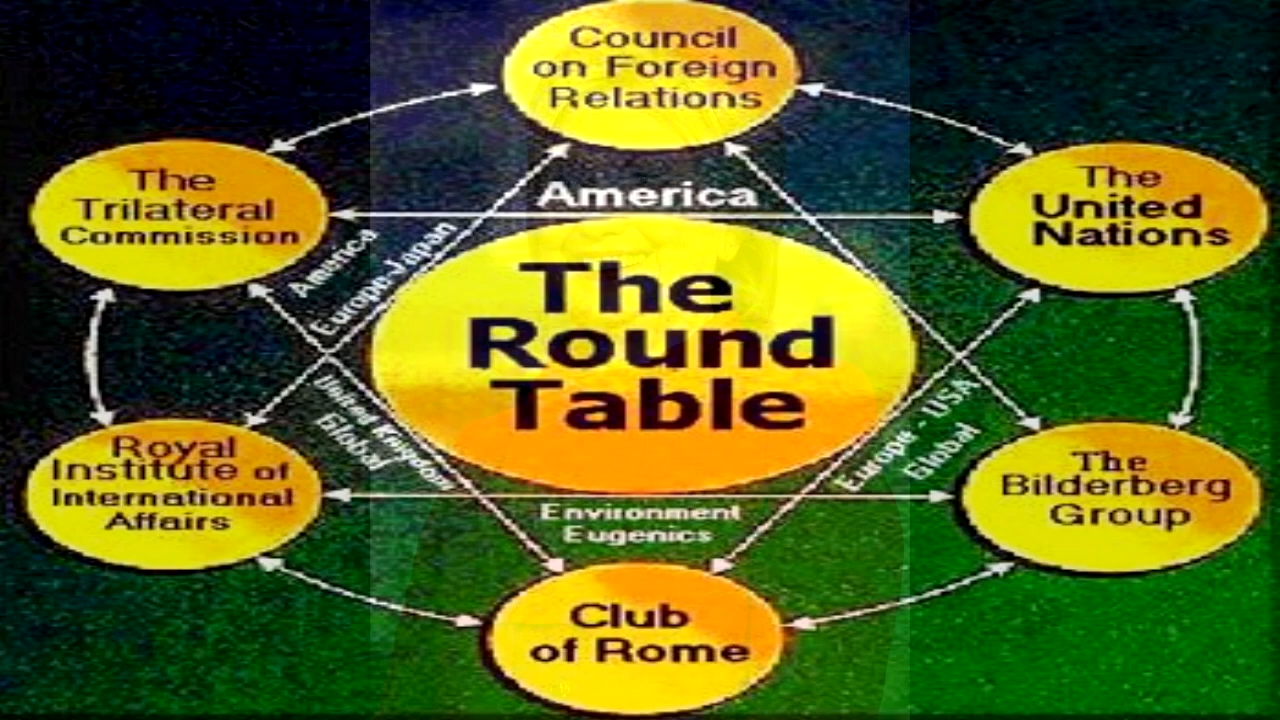 Council
on Foreign
Relations
The
Trilateral
Commission
The
United
Nations
America
America
Europe-Japan
The
Round
Table
United Kingdom
Global
Europe - USA
Global
Royal
Institute of
International
Affairs
The
Bilderberg
Group
Environment
Eugenics
Club
of Rome